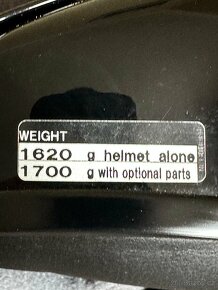 WEIGHT
1620 g helmet alone
1700 g with optional parts